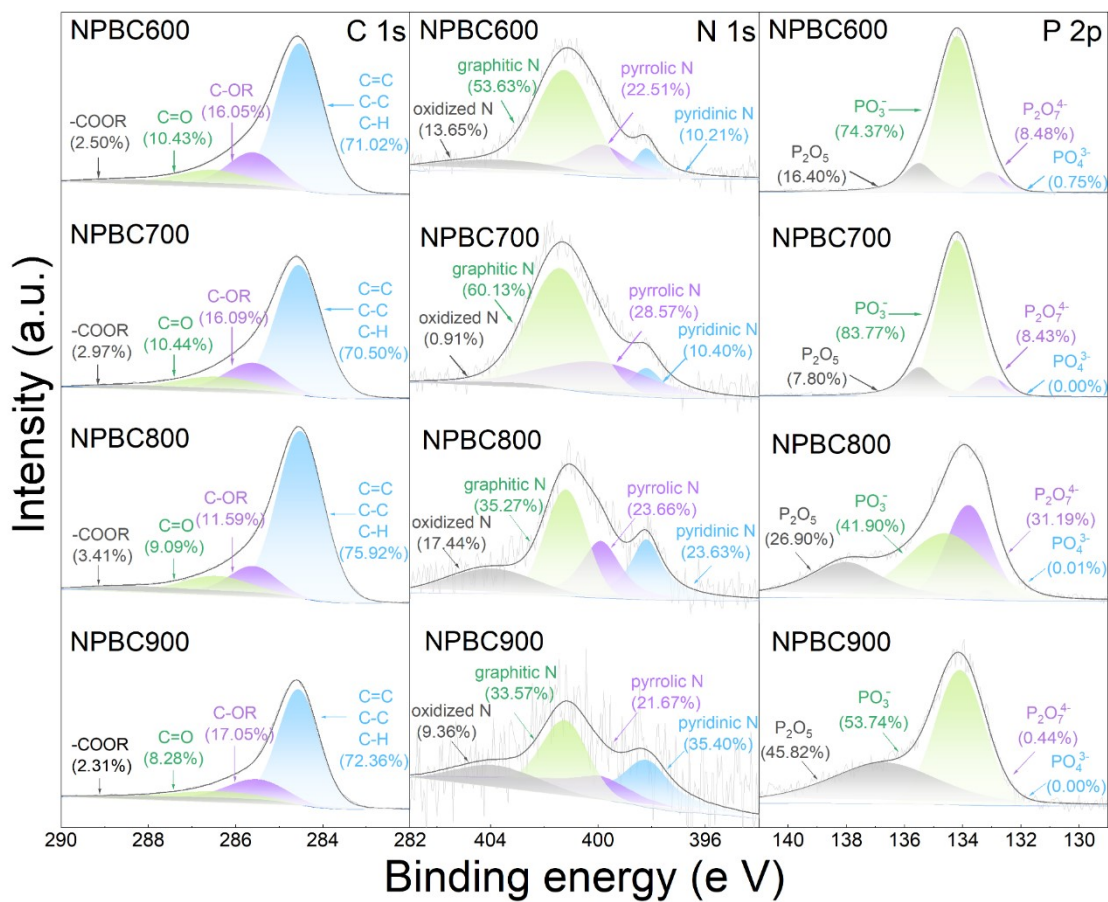 Intensity (a.u.)
NPBC600
C 1s
-COOR
(2.50%)
C=O
(10.43%)
C-OR
(16.05%)
C=C
C-C
C-H
(71.02%)
NPBC600
N 1s
oxidized N
(13.65%)
graphitic N
(53.63%)
pyrrolic N
(22.51%)
pyridinic N
(10.21%)
NPBC600
P 2p
P₂O₅
(16.40%)
PO₃⁻
(74.37%)
P₂O₇⁴⁻
(8.48%)
PO₄³⁻
(0.75%)
NPBC700
-COOR
(2.97%)
C=O
(10.44%)
C-OR
(16.09%)
C=C
C-C
C-H
(70.50%)
NPBC700
oxidized N
(0.91%)
graphitic N
(60.13%)
pyrrolic N
(28.57%)
pyridinic N
(10.40%)
NPBC700
P₂O₅
(7.80%)
PO₃⁻
(83.77%)
P₂O₇⁴⁻
(8.43%)
PO₄³⁻
(0.00%)
NPBC800
-COOR
(3.41%)
C=O
(9.09%)
C-OR
(11.59%)
C=C
C-C
C-H
(75.92%)
NPBC800
oxidized N
(17.44%)
graphitic N
(35.27%)
pyrrolic N
(23.66%)
pyridinic N
(23.63%)
NPBC800
P₂O₅
(26.90%)
PO₃⁻
(41.90%)
P₂O₇⁴⁻
(31.19%)
PO₄³⁻
(0.01%)
NPBC900
-COOR
(2.31%)
C=O
(8.28%)
C-OR
(17.05%)
C=C
C-C
C-H
(72.36%)
NPBC900
oxidized N
(9.36%)
graphitic N
(33.57%)
pyrrolic N
(21.67%)
pyridinic N
(35.40%)
NPBC900
P₂O₅
(45.82%)
PO₃⁻
(53.74%)
P₂O₇⁴⁻
(0.44%)
PO₄³⁻
(0.00%)
290 288 286 284 404 400 396 140 138 135 134 132 130
Binding energy (e V)